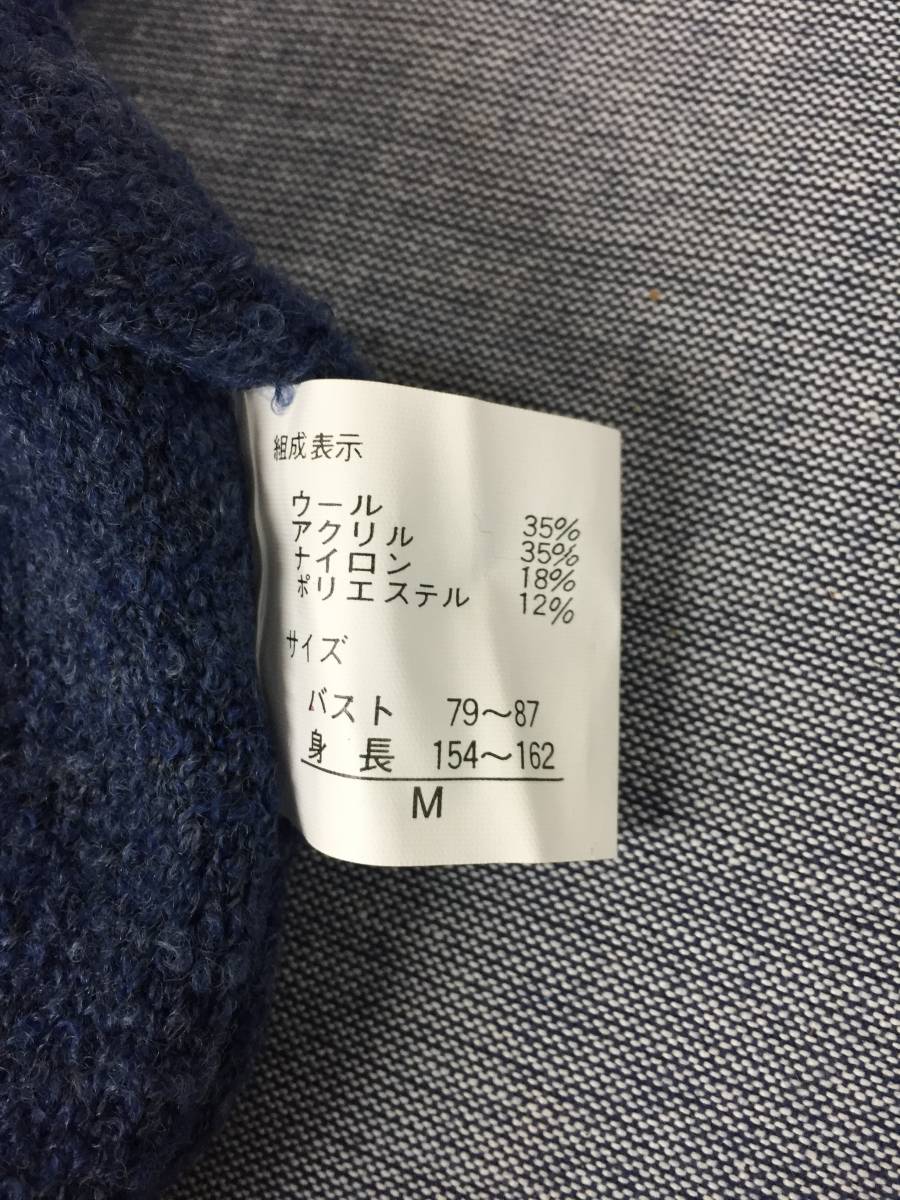 組成表示
ウール 35%
アクリル 35%
ナイロン 18%
ポリエステル 12%
サイズ
バスト 79～87
身長 154～162
M